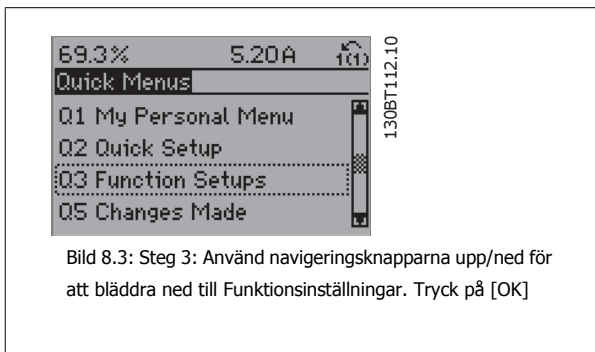 69.3% 5.20A 1(1)
Quick Menus
Q1 My Personal Menu
Q2 Quick Setup
Q3 Function Setups
Q5 Changes Made
130BT112.10
Bild 8.3: Steg 3: Använd navigeringsknapparna upp/ned för
att bläddra ned till Funktionsinställningar. Tryck på [OK]